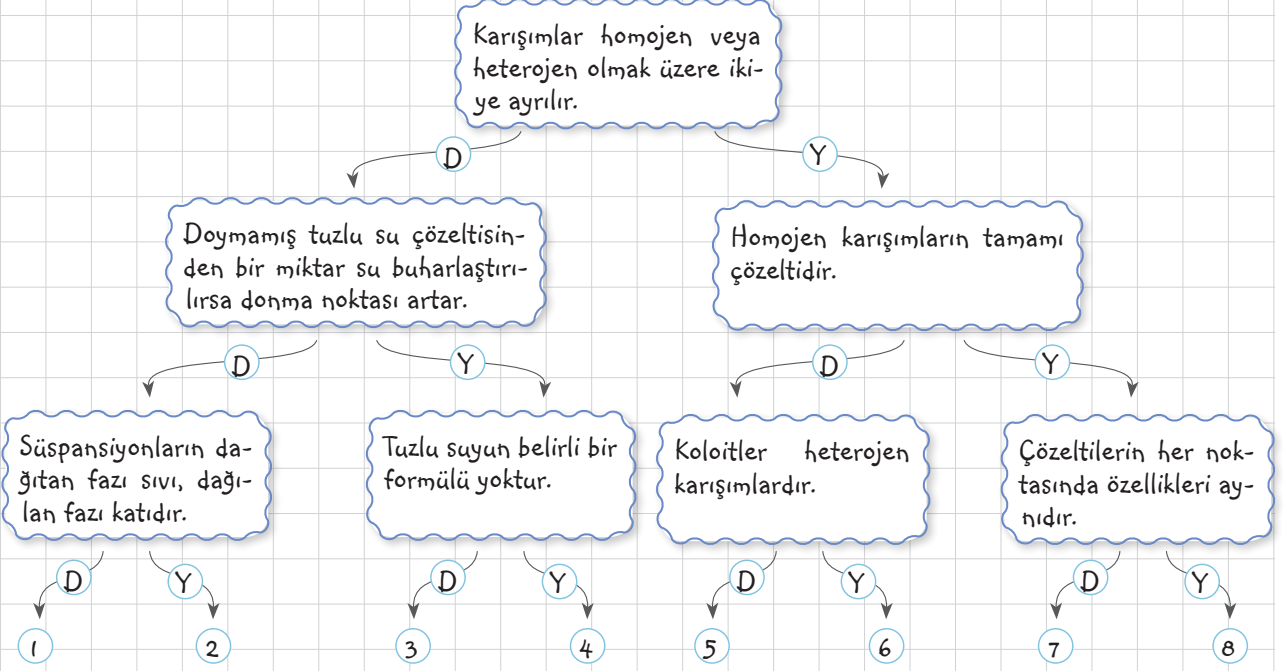 Karışımlar homojen veya
heterojen olmak üzere iki-
ye ayrılır.
D
Y
Doymamış tuzlu su çözeltisin-
den bir miktar su buharlaştırı-
lırsa donma noktası artar.
Homojen karışımların tamamı
çözeltidir.
D
Y
D
Y
Süspansiyonların da-
ğıtan fazı sıvı, dağı-
lan fazı katıdır.
Tuzlu suyun belirli bir
formülü yoktur.
Koloitler heterojen
karışımlardır.
Çözeltilerin her nok-
tasında özellikleri ay-
nıdır.
D
Y
D
Y
D
Y
D
Y
1
2
3
4
5
6
7
8